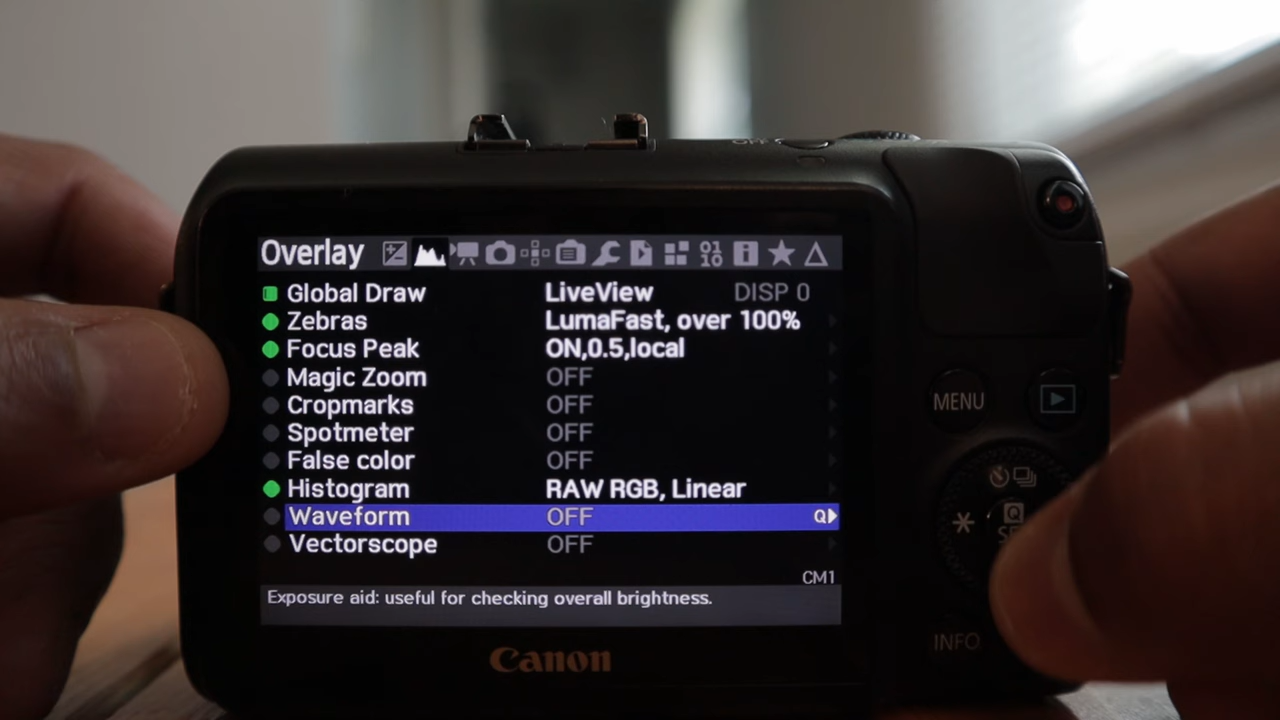 OFF
Overlay
Global Draw LiveView DISP 0
Zebras LumaFast, over 100%
Focus Peak ON,0.5,local
Magic Zoom OFF
Cropmarks OFF
Spotmeter OFF
False color OFF
Histogram RAW RGB, Linear
Waveform OFF Q
Vectorscope OFF
CM1
Exposure aid: useful for checking overall brightness.
MENU
Q
INFO
Canon